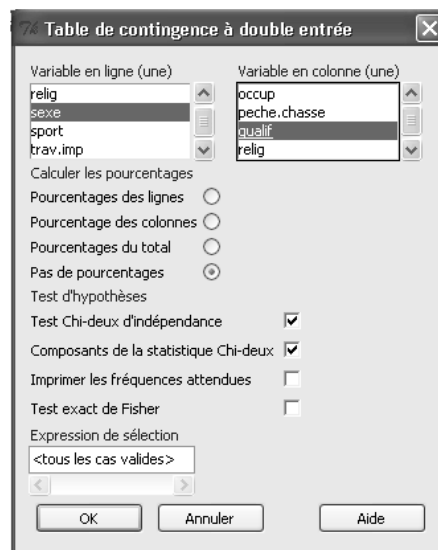 Table de contingence à double entrée
Variable en ligne (une)
relig
sexe
sport
trav.imp
Variable en colonne (une)
occup
peche.chasse
qualif
relig
Calculer les pourcentages
Pourcentages des lignes
Pourcentage des colonnes
Pourcentages du total
Pas de pourcentages
Test d'hypothèses
Test Chi-deux d'indépendance
Composants de la statistique Chi-deux
Imprimer les fréquences attendues
Test exact de Fisher
Expression de sélection
<tous les cas valides>
OK
Annuler
Aide